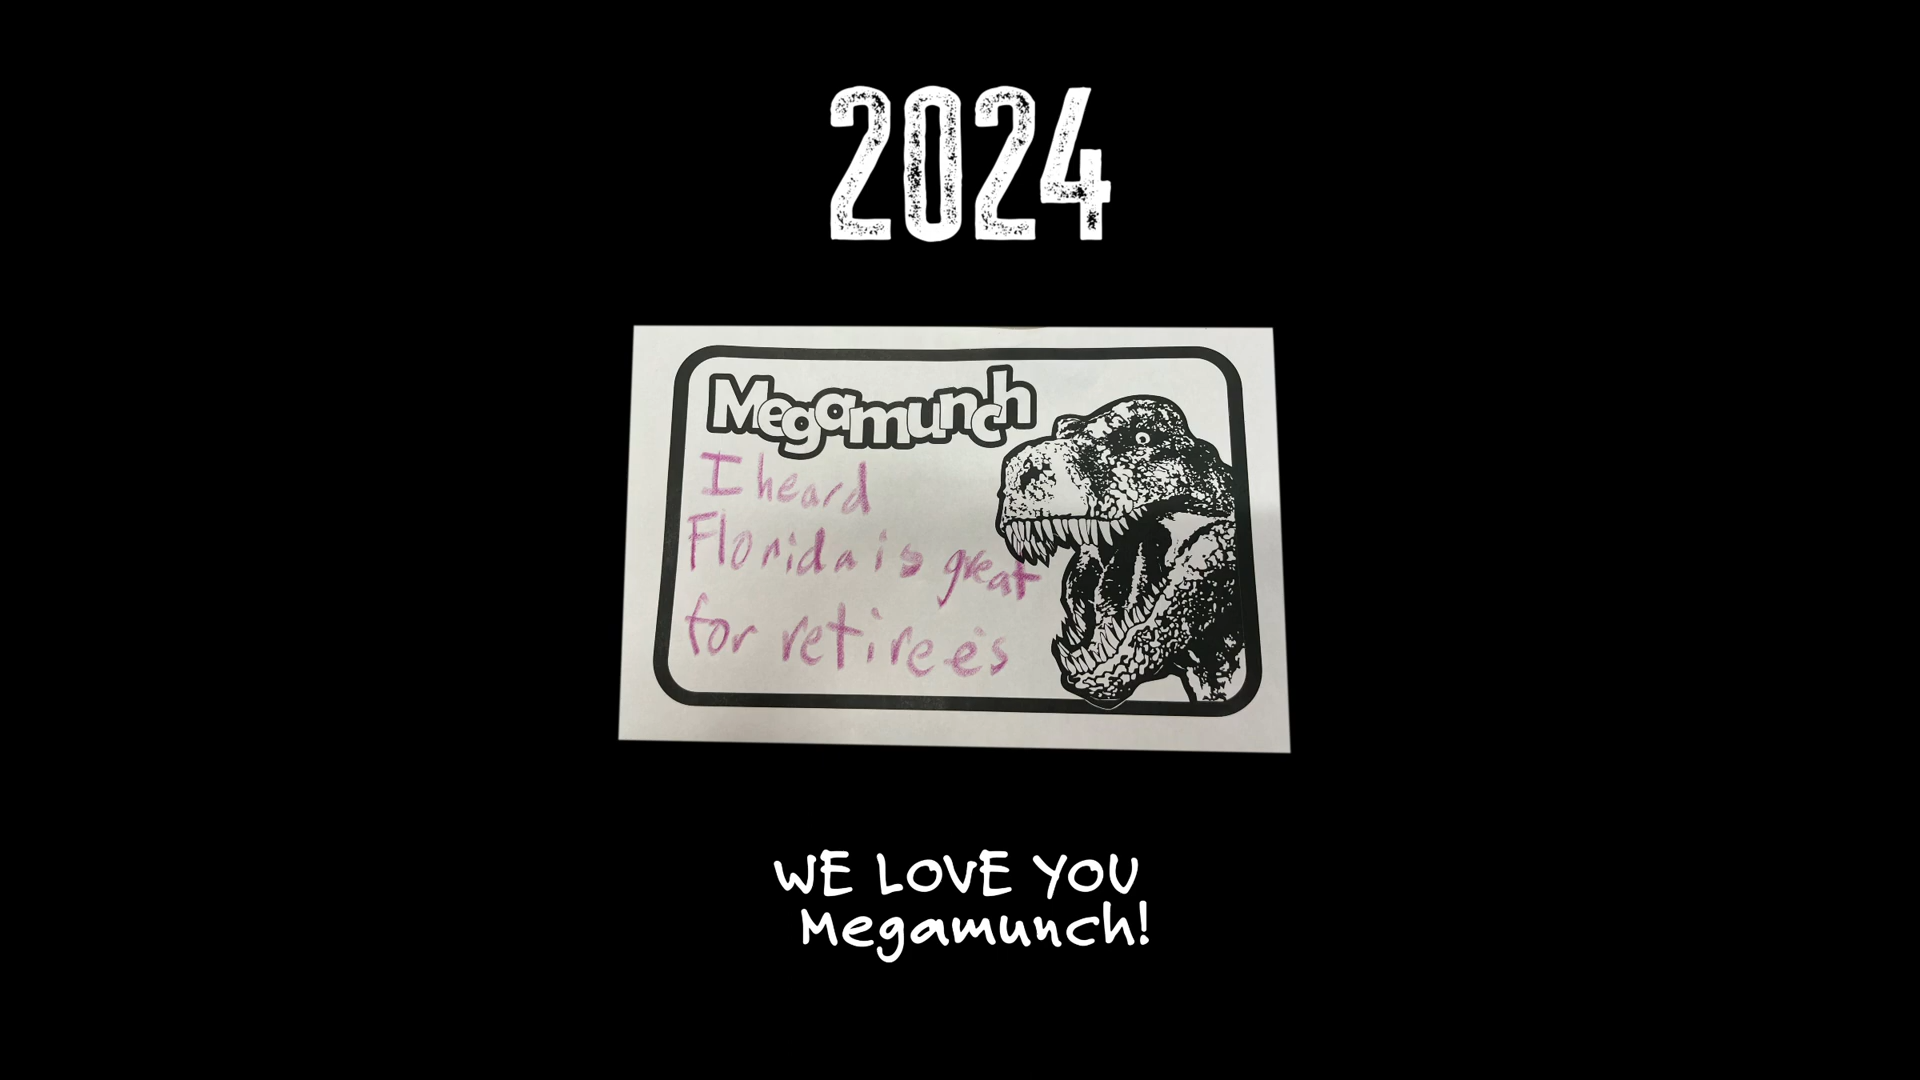 2024
Megamunch
I heard
Florida is great
for retirees
WE LOVE YOU
Megamunch!